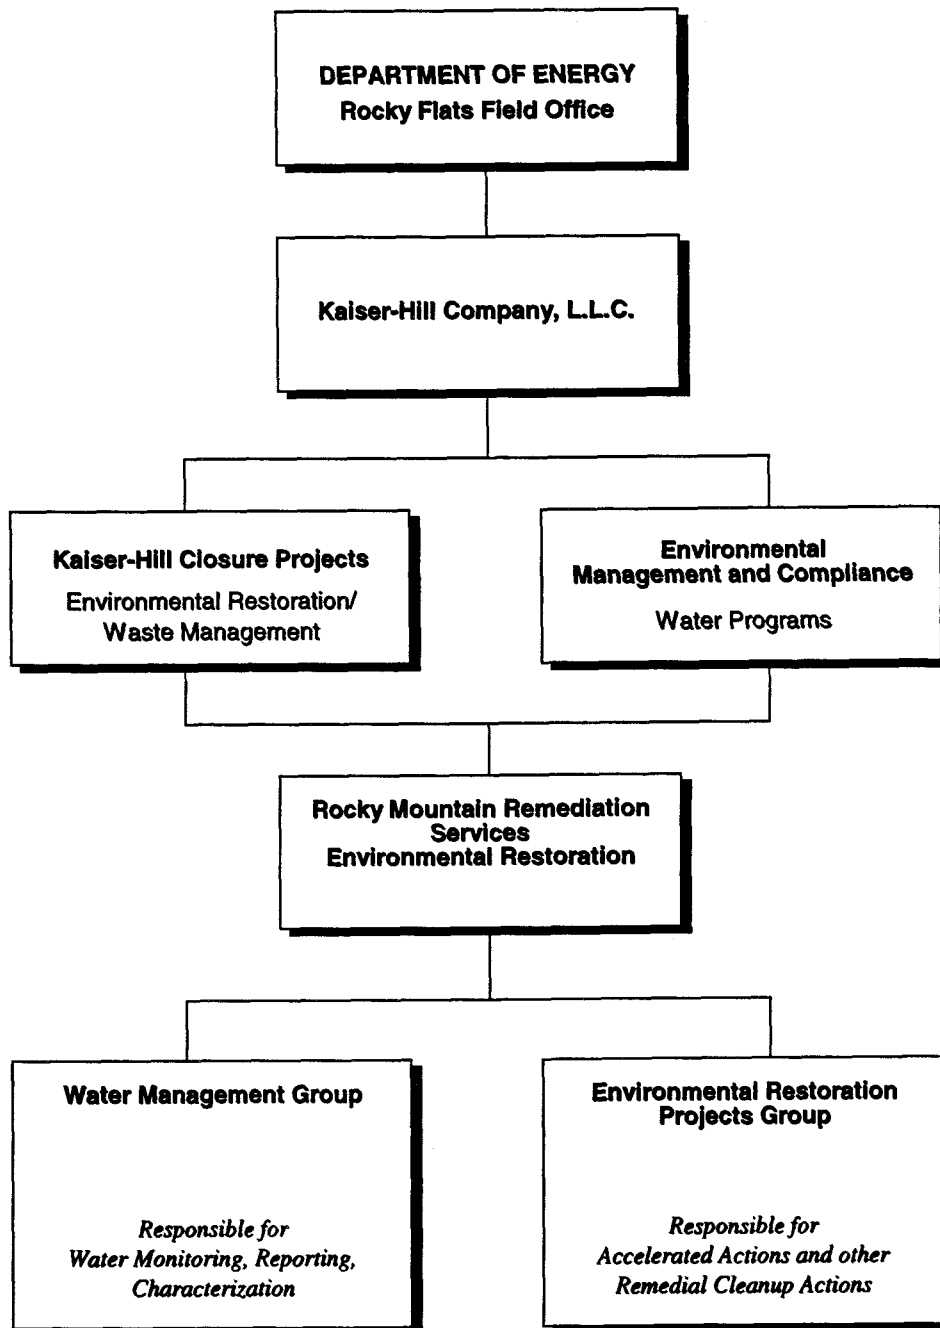 DEPARTMENT OF ENERGY
Rocky Flats Field Office
Kaiser-Hill Company, L.L.C.
Kaiser-Hill Closure Projects
Environmental Restoration/
Waste Management
Environmental
Management and Compliance
Water Programs
Rocky Mountain Remediation
Services
Environmental Restoration
Water Management Group
Responsible for
Water Monitoring, Reporting,
Characterization
Environmental Restoration
Projects Group
Responsible for
Accelerated Actions and other
Remedial Cleanup Actions